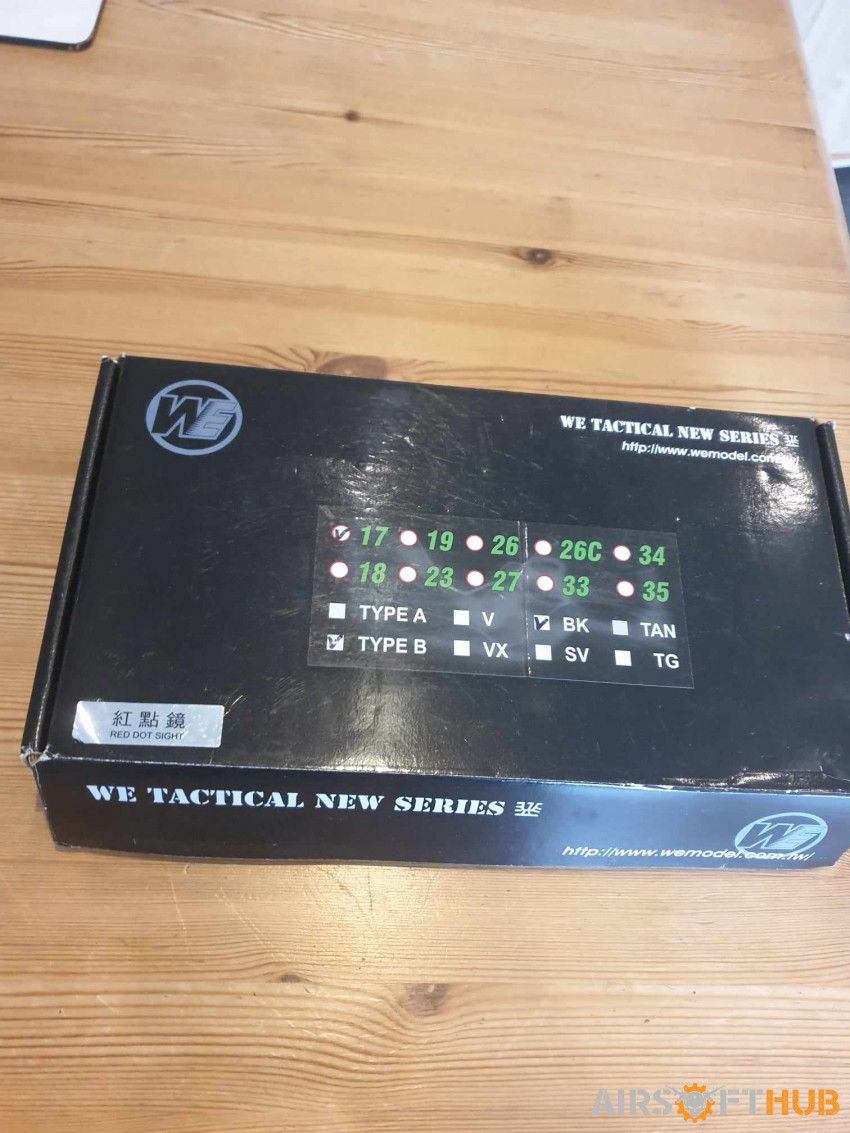 WE
WE TACTICAL NEW SERIES
http://www.wemodel.com.tw/
17 19 26 26C 34
18 23 27 33 35
TYPE A V BK TAN
TYPE B VX SV TG
紅點鏡
RED DOT SIGHT
WE TACTICAL NEW SERIES
http://www.wemodel.com.tw/
WE
AIRSOFTHUB